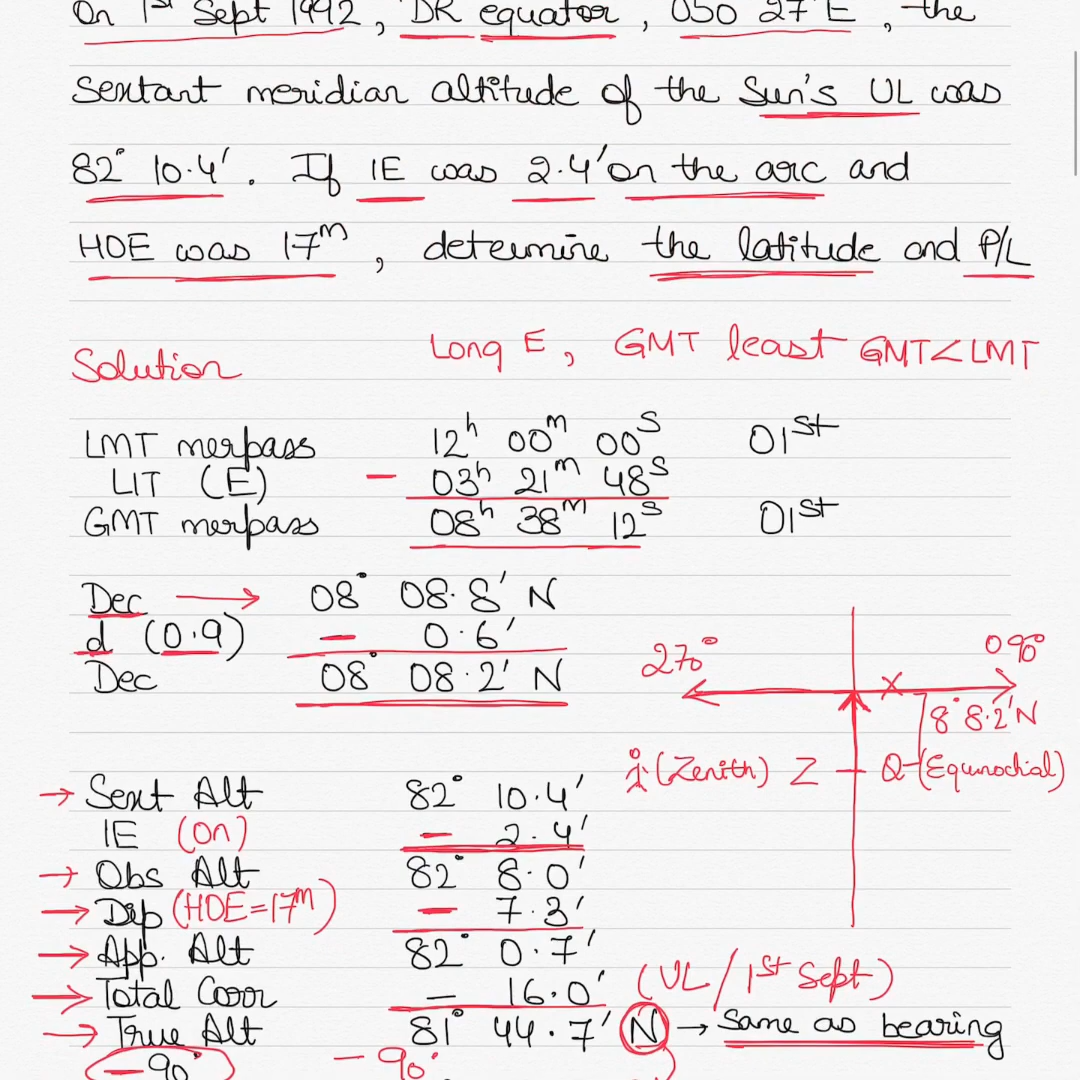 On 1st Sept 1992, DR equator, 050 27'E, the
Sextant meridian altitude of the Sun's UL was
82° 10.4'. If IE was 2.4' on the arc and
HOE was 17m, determine the latitude and P/L
Solution Long E, GMT least GMT<LMT
LMT merpass 12h 00m 00s 01st
LIT (E) - 03h 21m 48s
GMT merpass 08h 38m 12s 01st
Dec → 08° 08.8' N
d (0.9) - 0.6'
Dec 08° 08.2' N
270° 090°
X
8° 8.2'N
(Zenith) Z Q-(Equnochial)
→ Sext Alt 82° 10.4'
IE (on) - 2.4'
→ Obs Alt 82° 8.0'
→ Dip (HOE=17m) - 7.3'
→ App. Alt 82° 0.7'
→ Total Corr - 16.0' (UL/1st Sept)
→ True Alt 81° 44.7' N → Same as bearing
-90° -90°